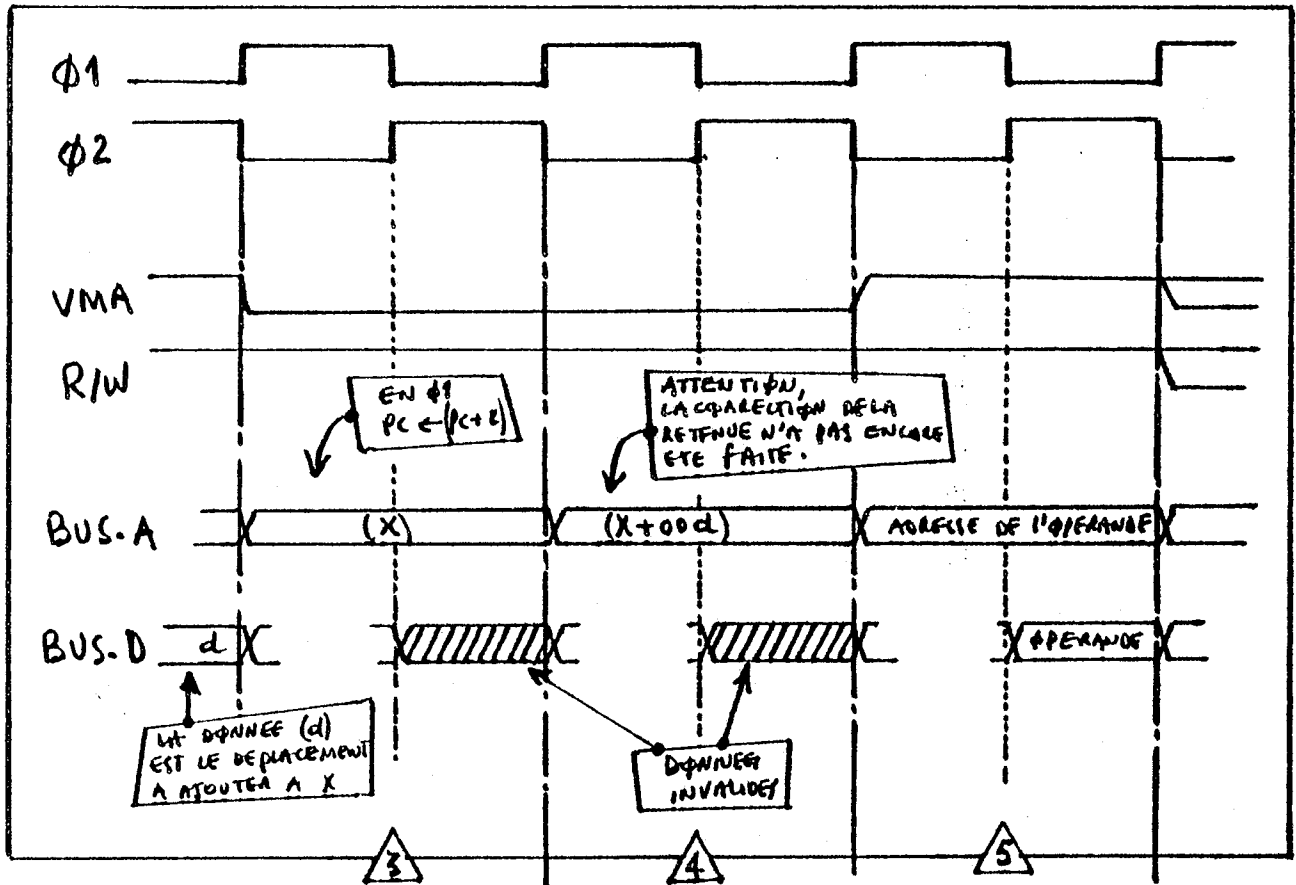 φ1
φ2
VMA
R/W
EN φ1
PC ← (PC+2)
ATTENTION,
LA CORRECTION DE LA
RETENUE N'A PAS ENCORE
ETE FAITE.
BUS.A
(X)
(X+00d)
ADRESSE DE L'OPERANDE
BUS.D
d
OPERANDE
LA DONNEE (d)
EST LE DEPLACEMENT
A AJOUTER A X
DONNEES
INVALIDES
3
4
5